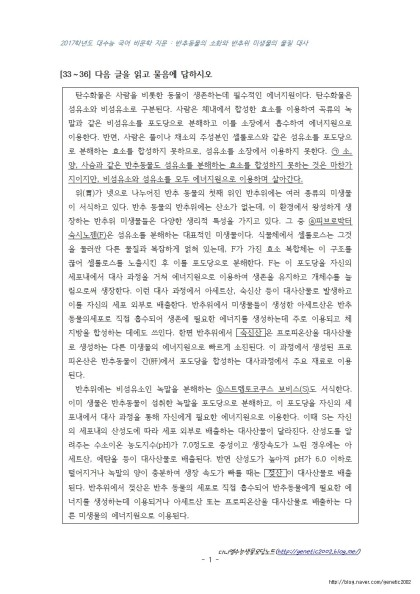 2017학년도 대수능 국어 비문학 지문 - 반추동물의 소화와 반추위 미생물의 물질 대사
[33～36] 다음 글을 읽고 물음에 답하시오
탄수화물은 사람을 비롯한 동물이 생존하는데 필수적인 에너지원이다. 탄수화물은
섬유소와 비섬유소로 구분된다. 사람은 체내에서 합성한 효소를 이용하여 곡류의 녹
말과 같은 비섬유소를 포도당으로 분해하고 이를 소장에서 흡수하여 에너지원으로
이용한다. 반면, 사람은 풀이나 채소의 주성분인 셀룰로스와 같은 섬유소를 포도당으
로 분해하는 효소를 합성하지 못하므로, 섬유소를 소장에서 이용하지 못한다. ㉠ 소,
양, 사슴과 같은 반추동물도 섬유소를 분해하는 효소를 합성하지 못하는 것은 마찬가
지이지만, 비섬유소와 섬유소를 모두 에너지원으로 이용하며 살아간다.
위(胃)가 넷으로 나누어진 반추 동물의 첫째 위인 반추위에는 여러 종류의 미생물
이 서식하고 있다. 반추 동물의 반추위에는 산소가 없는데, 이 환경에서 왕성하게 생
장하는 반추위 미생물들은 다양한 생리적 특성을 가지고 있다. 그 중 ⓐ피브로박터
숙시노젠(F)은 섬유소를 분해하는 대표적인 미생물이다. 식물체에서 셀룰로스는 그것
을 둘러싼 다른 물질과 복잡하게 얽혀 있는데, F가 가진 효소 복합체는 이 구조를
끊어 셀룰로스를 노출시킨 후 이를 포도당으로 분해한다. F는 이 포도당을 자신의
세포내에서 대사 과정을 거쳐 에너지원으로 이용하여 생존을 유지하고 개체수를 늘
림으로써 생장한다. 이런 대사 과정에서 아세트산, 숙신산 등이 대사산물로 발생하고
이를 자신의 세포 외부로 배출한다. 반추위에서 미생물들이 생성한 아세트산은 반추
동물의세포로 직접 흡수되어 생존에 필요한 에너지를 생성하는데 주로 이용되고 체
지방을 합성하는 데에도 쓰인다. 한편 반추위에서 숙신산은 프로피온산을 대사산물
로 생성하는 다른 미생물의 에너지원으로 빠르게 소진된다. 이 과정에서 생성된 프로
피온산은 반추동물이 간(肝)에서 포도당을 합성하는 대사과정에서 주요 재료로 이용
된다.
반추위에는 비섬유소인 녹말을 분해하는 ⓑ스트렙토코쿠스 보비스(S)도 서식한다.
이미 생물은 반추동물이 섭취한 녹말을 포도당으로 분해하고, 이 포도당을 자신의 세
포내에서 대사 과정을 통해 자신에게 필요한 에너지원으로 이용한다. 이때 S는 자신
의 세포내의 산성도에 따라 세포 외부로 배출하는 대사산물이 달라진다. 산성도를 알
려주는 수소이온 농도지수(pH)가 7.0정도로 중성이고 생장속도가 느린 경우에는 아
세트산, 에탄올 등이 대사산물로 배출된다. 반면 산성도가 높아져 pH가 6.0 이하로
떨어지거나 녹말의 양이 충분하여 생장 속도가 빠를 때는 젖산이 대사산물로 배출
된다. 반추위에서 젖산은 반추 동물의 세포로 직접 흡수되어 반추동물에게 필요한 에
너지를 생성하는데 이용되거나 아세트산 또는 프로피온산을 대사산물로 배출하는 다
른 미생물의 에너지원으로 이용된다.
(http://genetic2002.blog.me/)
- 1 -
http://blog.naver.com/genetic2002